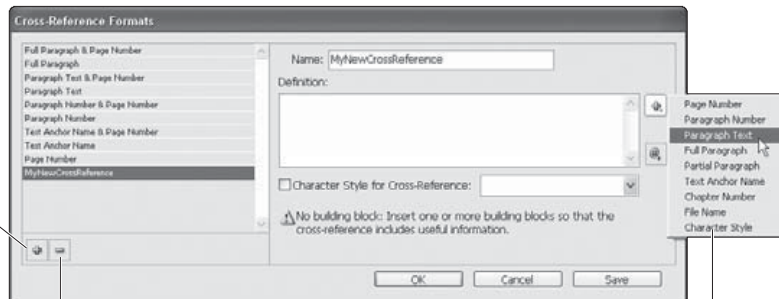 Cross-Reference Formats
Full Paragraph & Page Number
Full Paragraph
Paragraph Text & Page Number
Paragraph Text
Paragraph Number & Page Number
Paragraph Number
Text Anchor Name & Page Number
Text Anchor Name
Page Number
MyNewCrossReference
Name: MyNewCrossReference
Definition:
Character Style for Cross-Reference:
No building block: Insert one or more building blocks so that the
cross-reference includes useful information.
OK Cancel Save
Page Number
Paragraph Number
Paragraph Text
Full Paragraph
Partial Paragraph
Text Anchor Name
Chapter Number
File Name
Character Style